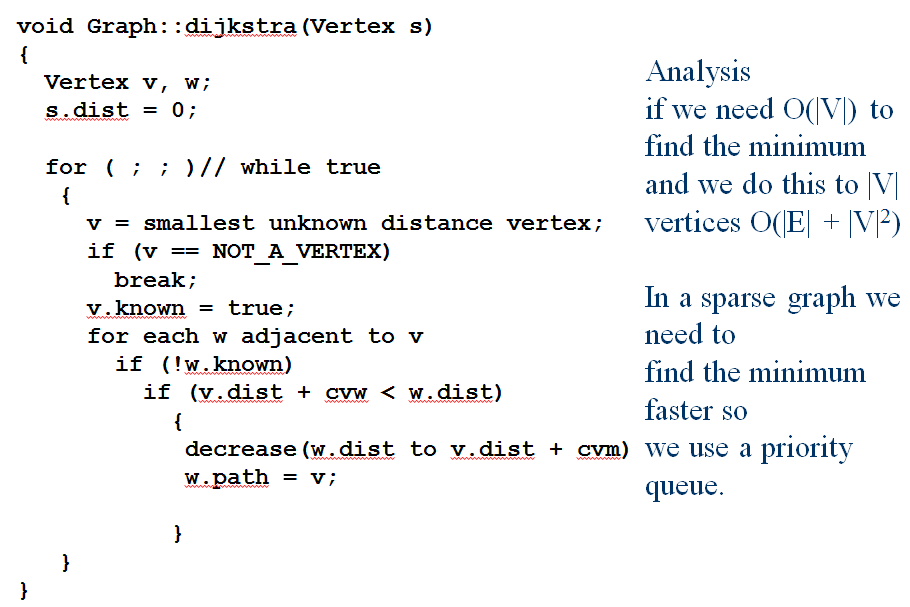 void Graph::dijkstra(Vertex s)
{
Vertex v, w;
s.dist = 0;
for ( ; ; )// while true
{
v = smallest unknown distance vertex;
if (v == NOT_A_VERTEX)
break;
v.known = true;
for each w adjacent to v
if (!w.known)
if (v.dist + cvw < w.dist)
{
decrease(w.dist to v.dist + cvm)
w.path = v;
}
}
}
Analysis
if we need O(|V|) to
find the minimum
and we do this to |V|
vertices O(|E| + |V|²)
In a sparse graph we
need to
find the minimum
faster so
we use a priority
queue.